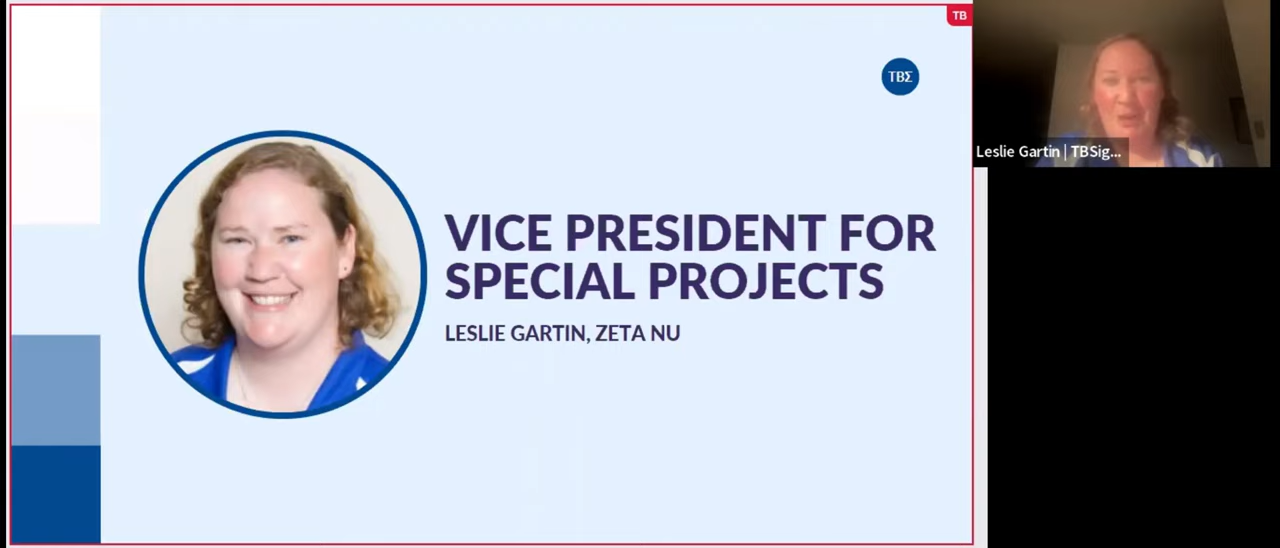 TB
TBΣ
VICE PRESIDENT FOR
SPECIAL PROJECTS
LESLIE GARTIN, ZETA NU
Leslie Gartin | TBSig...